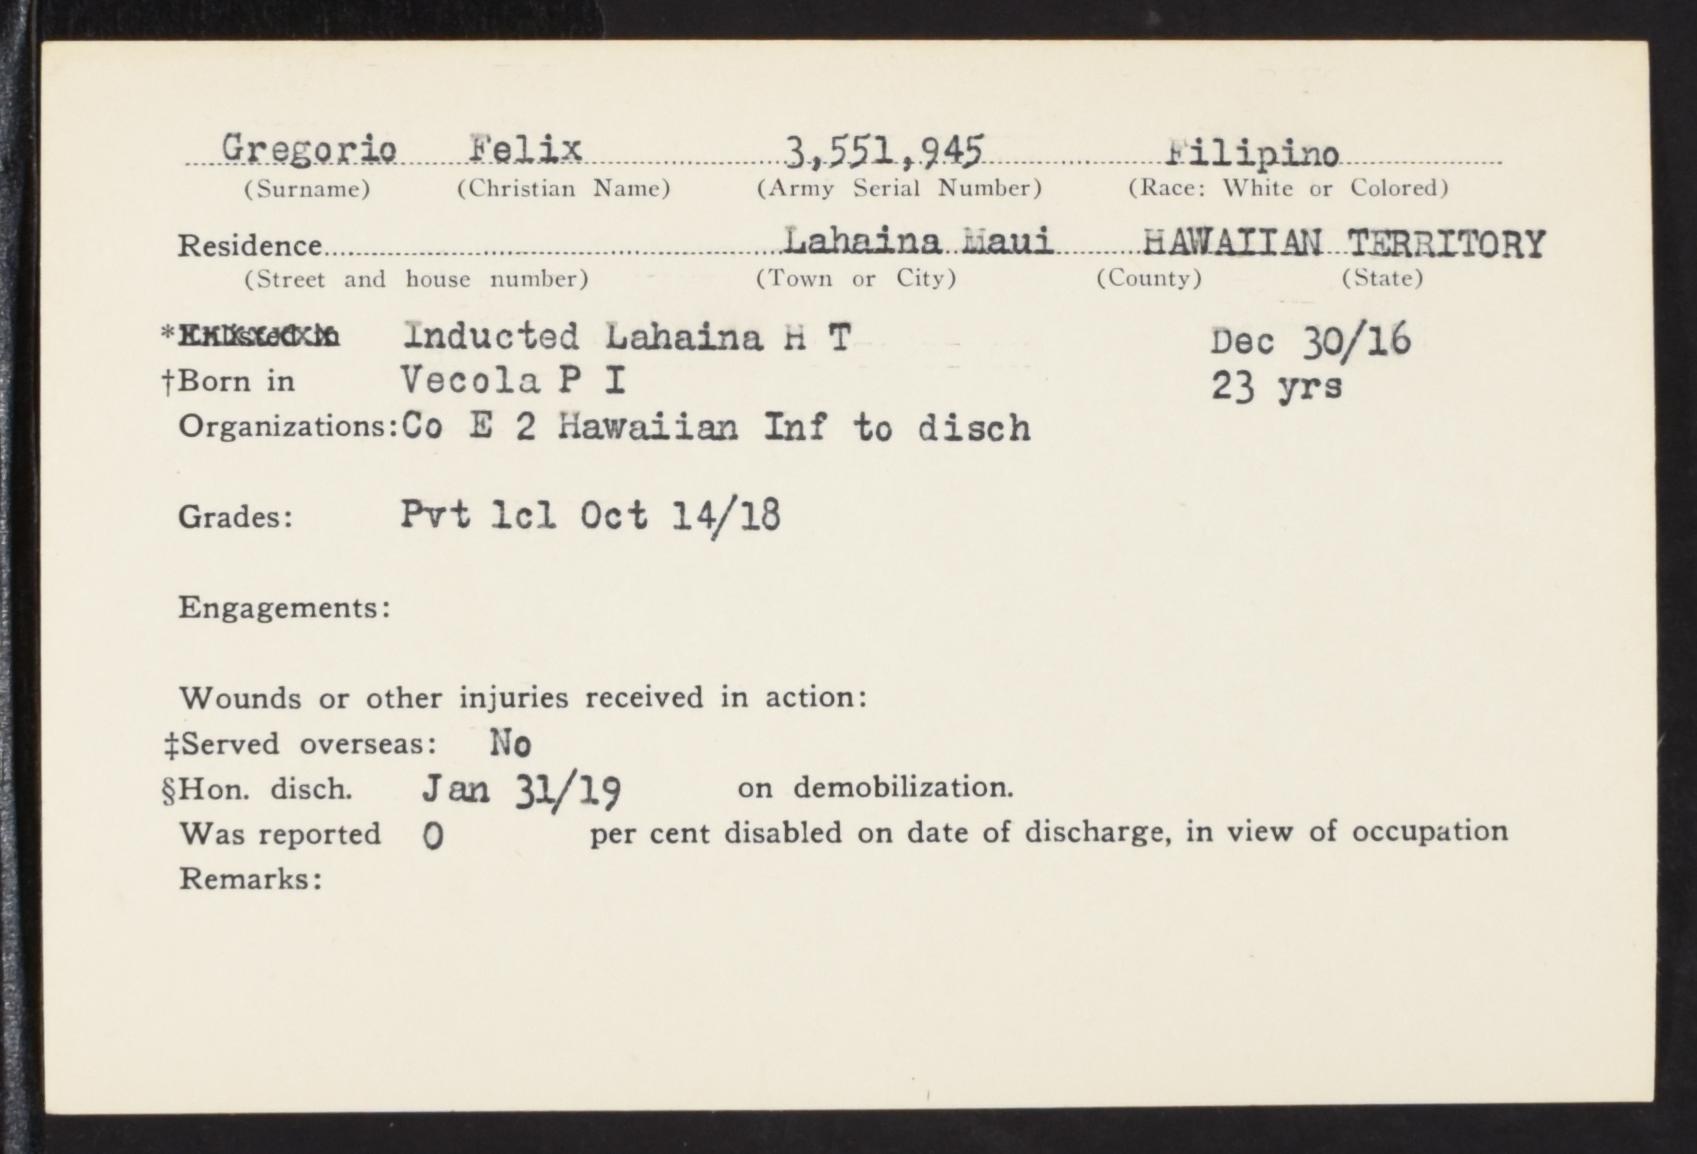 Gregorio Felix 3,551,945 Filipino
(Surname) (Christian Name) (Army Serial Number) (Race: White or Colored)
Residence Lahaina Maui HAWAIIAN TERRITORY
(Street and house number) (Town or City) (County) (State)
*Enlisted in Inducted Lahaina H T Dec 30/16
†Born in Vecola P I 23 yrs
Organizations: Co E 2 Hawaiian Inf to disch
Grades: Pvt 1cl Oct 14/18
Engagements:
Wounds or other injuries received in action:
‡Served overseas: No
§Hon. disch. Jan 31/19 on demobilization.
Was reported 0 per cent disabled on date of discharge, in view of occupation
Remarks: